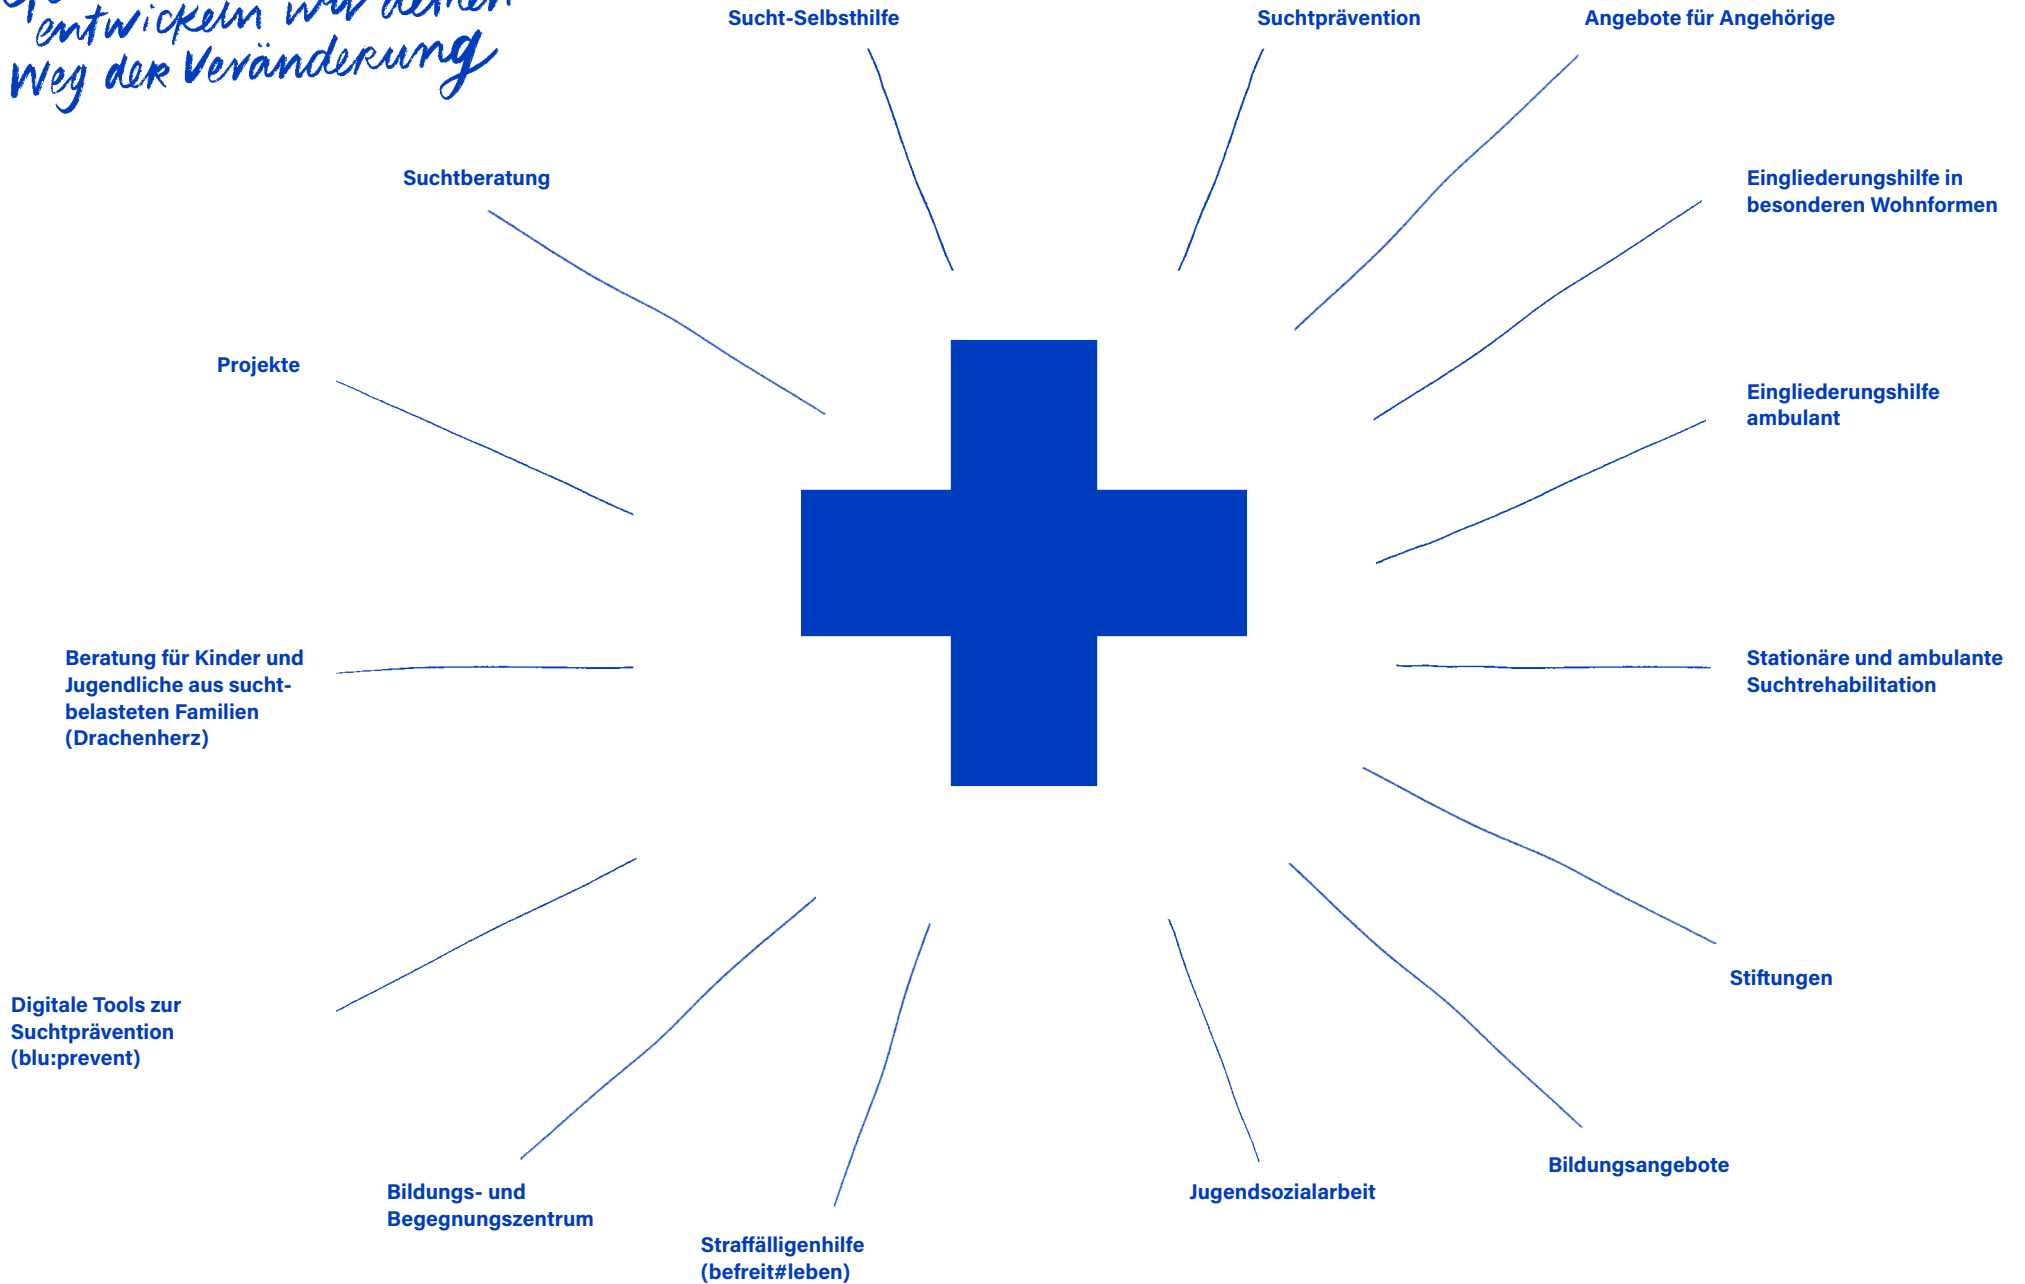 entwickeln wir deinen
Weg der Veränderung
Sucht-Selbsthilfe
Suchtprävention
Angebote für Angehörige
Suchtberatung
Eingliederungshilfe in
besonderen Wohnformen
Projekte
Eingliederungshilfe
ambulant
Beratung für Kinder und
Jugendliche aus sucht-
belasteten Familien
(Drachenherz)
Stationäre und ambulante
Suchtrehabilitation
Digitale Tools zur
Suchtprävention
(blu:prevent)
Stiftungen
Bildungs- und
Begegnungszentrum
Straffälligenhilfe
(befreit#leben)
Jugendsozialarbeit
Bildungsangebote